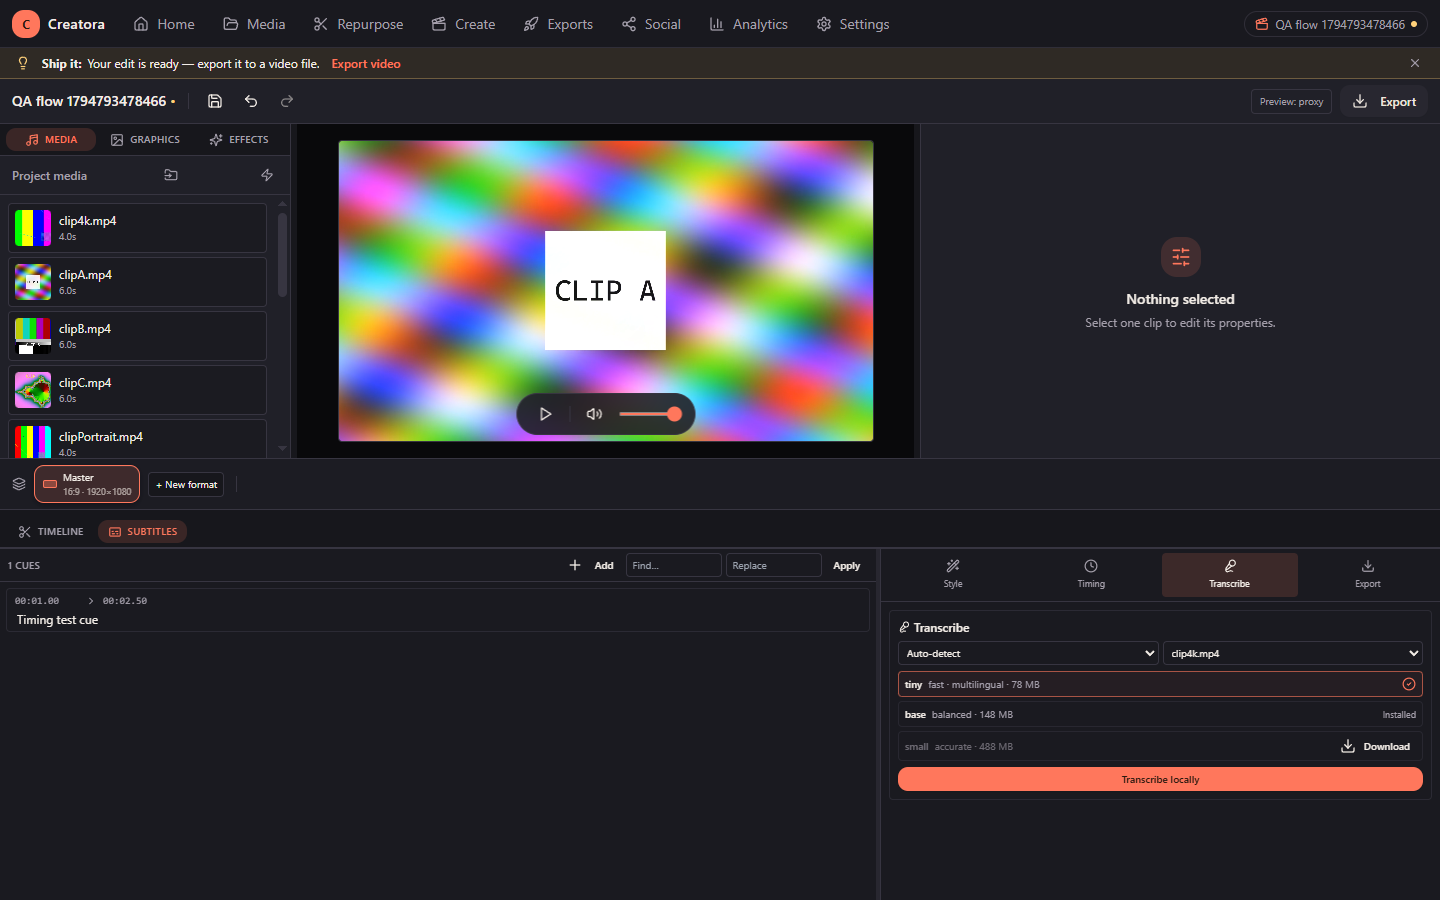 C Creatora Home Media Repurpose Create Exports Social Analytics Settings QA flow 1794793478466
Ship it: Your edit is ready — export it to a video file. Export video
QA flow 1794793478466
Preview: proxy Export
MEDIA GRAPHICS EFFECTS
Project media
clip4k.mp4
4.0s
clipA.mp4
6.0s
clipB.mp4
6.0s
clipC.mp4
6.0s
clipPortrait.mp4
4.0s
CLIP A
Nothing selected
Select one clip to edit its properties.
Master
16:9 · 1920×1080
+ New format
TIMELINE SUBTITLES
1 CUES
Add Find... Replace Apply
00:01.00 00:02.50
Timing test cue
Style Timing Transcribe Export
Transcribe
Auto-detect clip4k.mp4
tiny fast · multilingual · 78 MB
base balanced · 148 MB Installed
small accurate · 488 MB Download
Transcribe locally